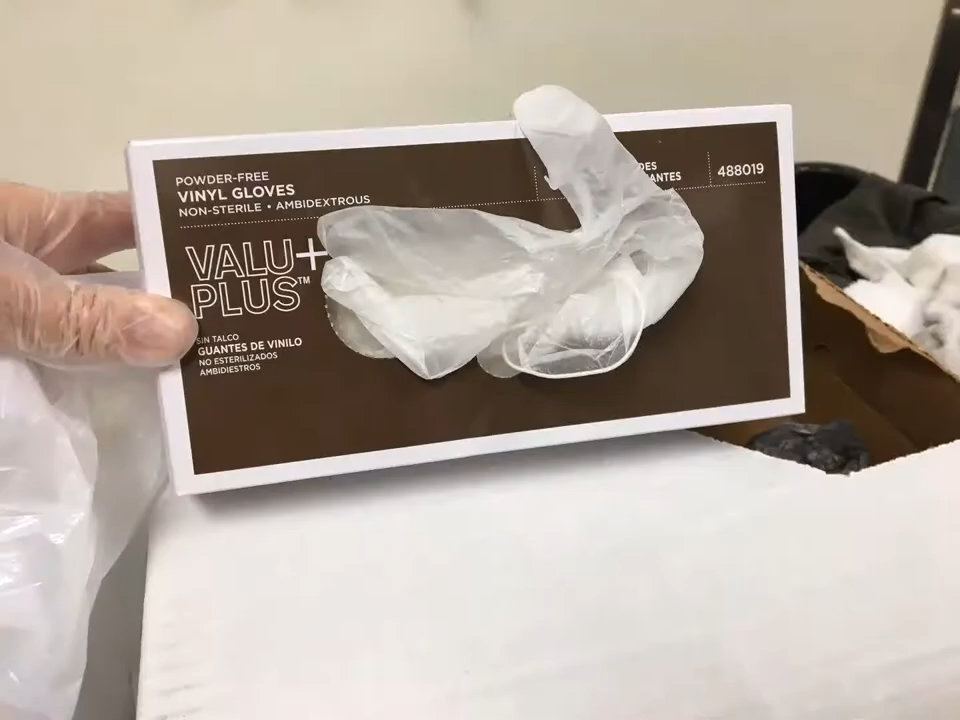 POWDER-FREE
VINYL GLOVES
NON-STERILE • AMBIDEXTROUS
488019
VALU+
PLUS™
SIN TALCO
GUANTES DE VINILO
NO ESTERILIZADOS
AMBIDIESTROS